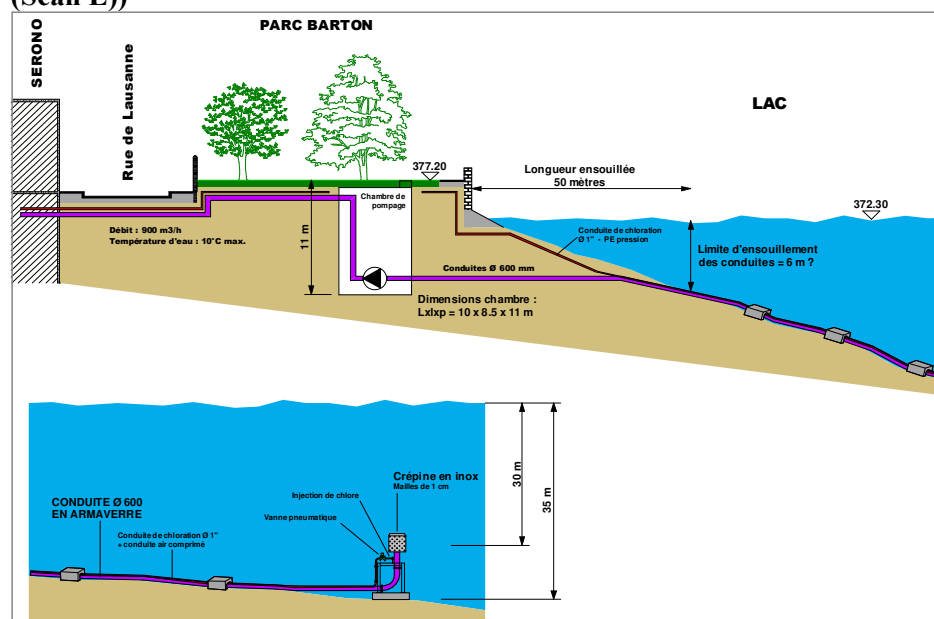 (Scan E))
PARC BARTON
SERONO
Rue de Lausanne
LAC
377.20
Longueur ensouillée
50 mètres
372.30
Chambre de
pompage
Débit : 900 m3/h
Température d'eau : 10°C max.
11 m
Conduite de chloration
Ø 1" - PE pression
Limite d'ensouillement
des conduites = 6 m ?
Conduites Ø 600 mm
Dimensions chambre :
Lxlxp = 10 x 8.5 x 11 m
30 m
35 m
Crépine en inox
Mailles de 1 cm
Injection de chlore
Vanne pneumatique
CONDUITE Ø 600
EN ARMAVERRE
Conduite de chloration Ø 1"
+ conduite air comprimé